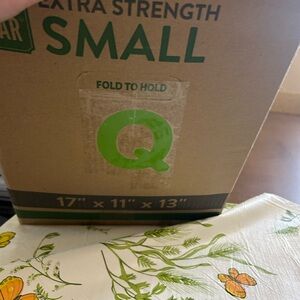 EXTRA STRENGTH
SMALL
FOLD TO HOLD
Q
17" x 11" x 13"